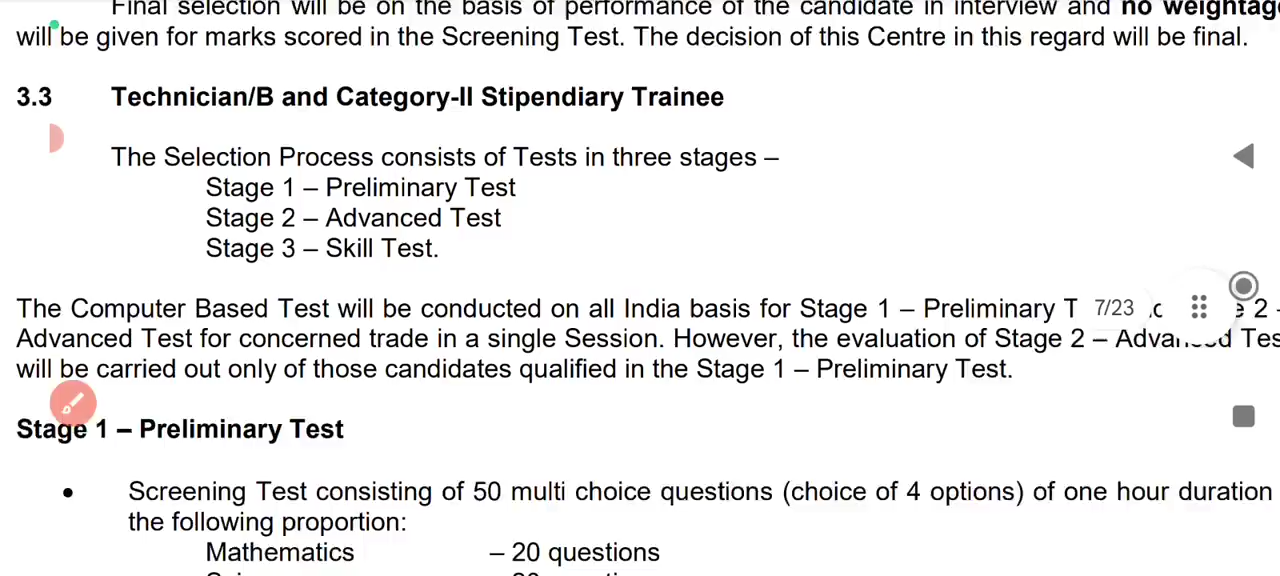 Final selection will be on the basis of performance of the candidate in interview and no weightage
will be given for marks scored in the Screening Test. The decision of this Centre in this regard will be final.
3.3 Technician/B and Category-II Stipendiary Trainee
The Selection Process consists of Tests in three stages –
Stage 1 – Preliminary Test
Stage 2 – Advanced Test
Stage 3 – Skill Test.
The Computer Based Test will be conducted on all India basis for Stage 1 – Preliminary T 7/23 2 -
Advanced Test for concerned trade in a single Session. However, the evaluation of Stage 2 – Advanced Tes
will be carried out only of those candidates qualified in the Stage 1 – Preliminary Test.
Stage 1 – Preliminary Test
• Screening Test consisting of 50 multi choice questions (choice of 4 options) of one hour duration
the following proportion:
Mathematics – 20 questions